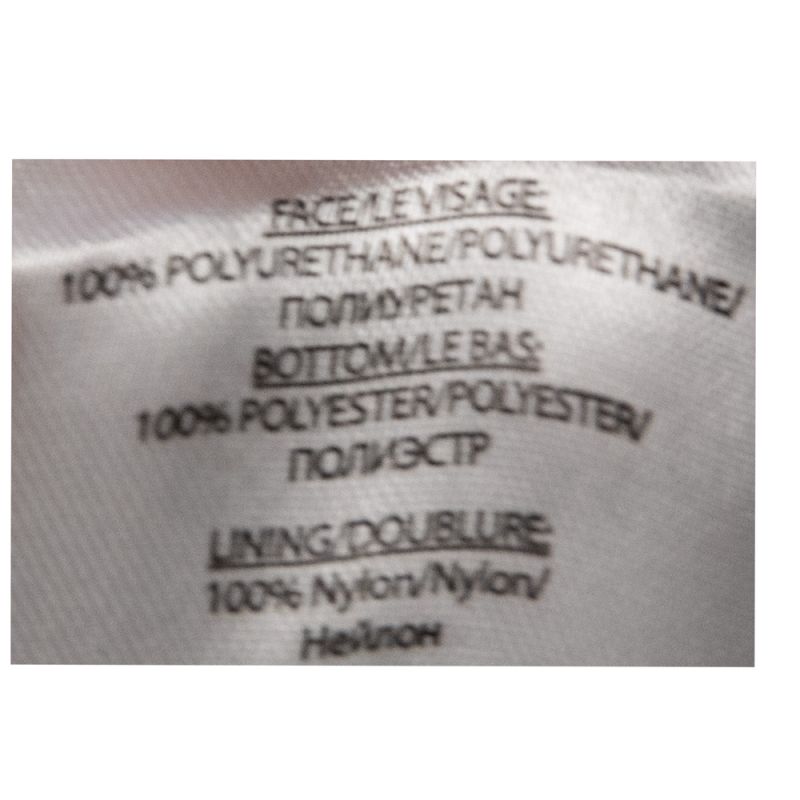 FACE/LE VISAGE:
100% POLYURETHANE/POLYURETHANE/
ПОЛИУРЕТАН
BOTTOM/LE BAS:
100% POLYESTER/POLYESTER/
ПОЛИЭСТР
LINING/DOUBLURE:
100% Nylon/Nylon/
Нейлон